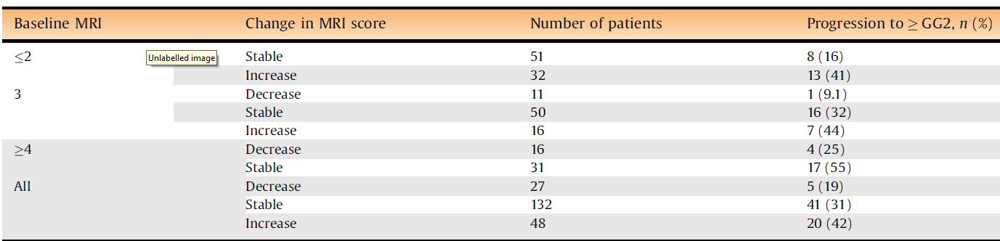 Baseline MRI Change in MRI score Number of patients Progression to ≥ GG2, n (%)
≤2 Unlabelled image Stable 51 8 (16)
Increase 32 13 (41)
3 Decrease 11 1 (9.1)
Stable 50 16 (32)
Increase 16 7 (44)
≥4 Decrease 16 4 (25)
Stable 31 17 (55)
All Decrease 27 5 (19)
Stable 132 41 (31)
Increase 48 20 (42)